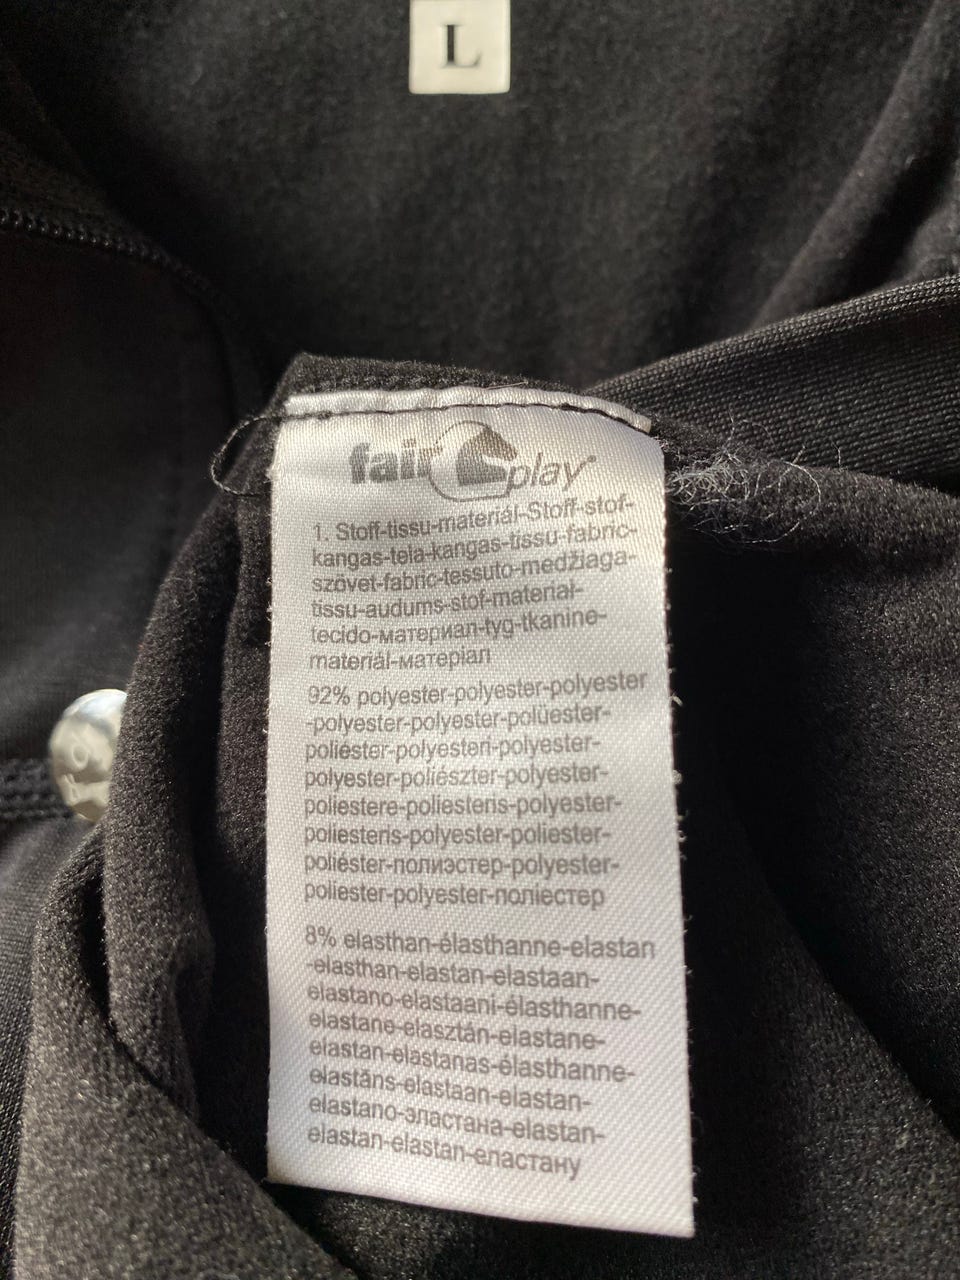 L
fair play®
1. Stoff-tissu-materiál-Stoff-stof-
kangas-tela-kangas-tissu-fabric-
szövet-fabric-tessuto-medžiaga-
tissu-audums-stof-materiał-
tecido-материал-tyg-tkanine-
materiál-матеріал
92% polyester-polyester-polyester
-polyester-polyester-polüester-
poliéster-polyesteri-polyester-
polyester-poliészter-polyester-
poliestere-poliesteris-polyester-
poliesteris-polyester-poliester-
poliéster-полиэстер-polyester-
poliester-polyester-поліестер
8% elasthan-élasthanne-elastan
-elasthan-elastan-elastaan-
elastano-elastaani-élasthanne-
elastane-elasztán-elastane-
elastan-elastanas-élasthanne-
elastāns-elastaan-elastan-
elastano-эластана-elastan-
elastan-elastan-еластану